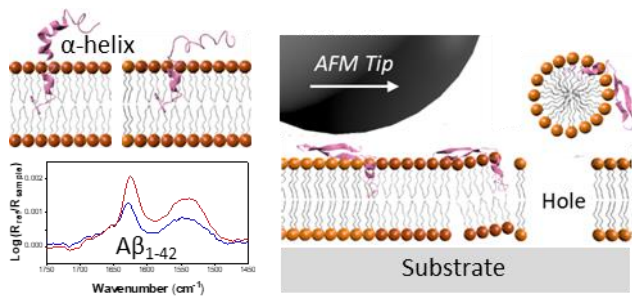 α-helix
AFM Tip
Log(R_ref/R_sample)
0.002
0.001
0.000
Aβ₁₋₄₂
1750 1700 1650 1600 1550 1500 1450
Wavenumber (cm⁻¹)
Hole
Substrate